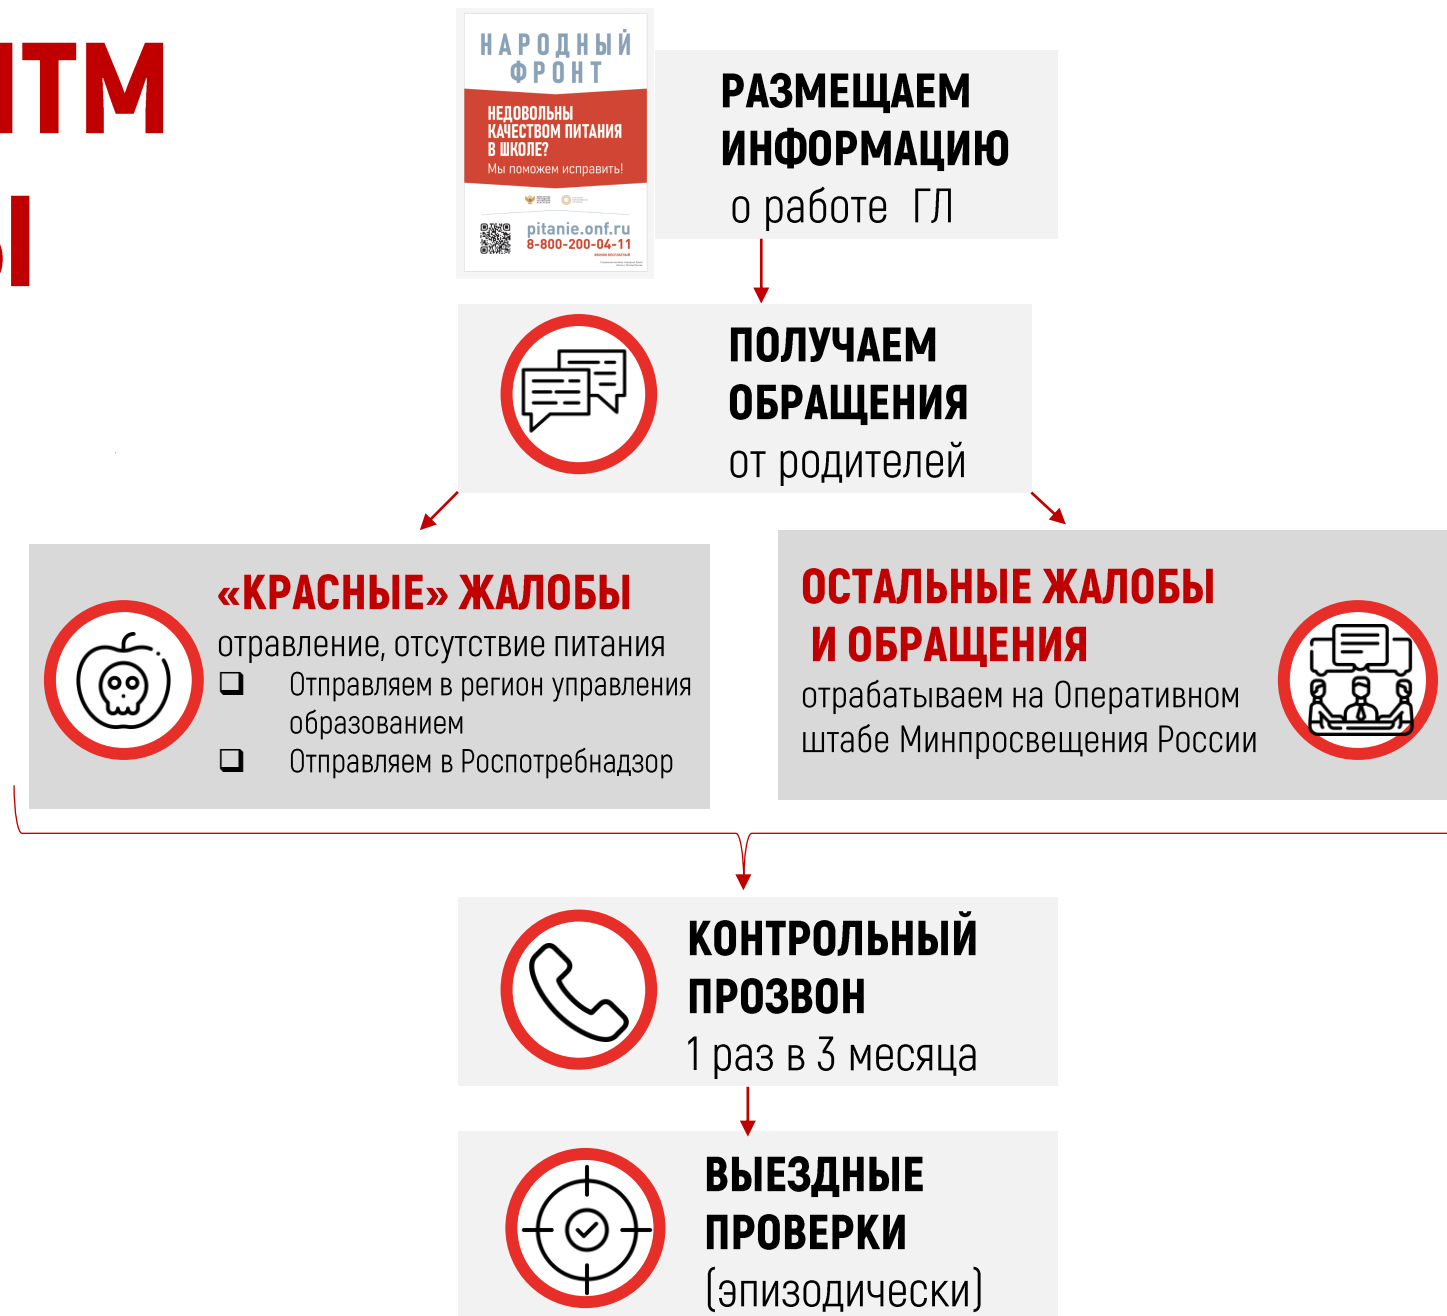 ІТМ
Ы
НАРОДНЫЙ
ФРОНТ
НЕДОВОЛЬНЫ
КАЧЕСТВОМ ПИТАНИЯ
В ШКОЛЕ?
Мы поможем исправить!
pitanie.onf.ru
8-800-200-04-11
РАЗМЕЩАЕМ
ИНФОРМАЦИЮ
о работе ГЛ
ПОЛУЧАЕМ
ОБРАЩЕНИЯ
от родителей
«КРАСНЫЕ» ЖАЛОБЫ
отравление, отсутствие питания
❑ Отправляем в регион управления
образованием
❑ Отправляем в Роспотребнадзор
ОСТАЛЬНЫЕ ЖАЛОБЫ
И ОБРАЩЕНИЯ
отрабатываем на Оперативном
штабе Минпросвещения России
КОНТРОЛЬНЫЙ
ПРОЗВОН
1 раз в 3 месяца
ВЫЕЗДНЫЕ
ПРОВЕРКИ
(эпизодически)